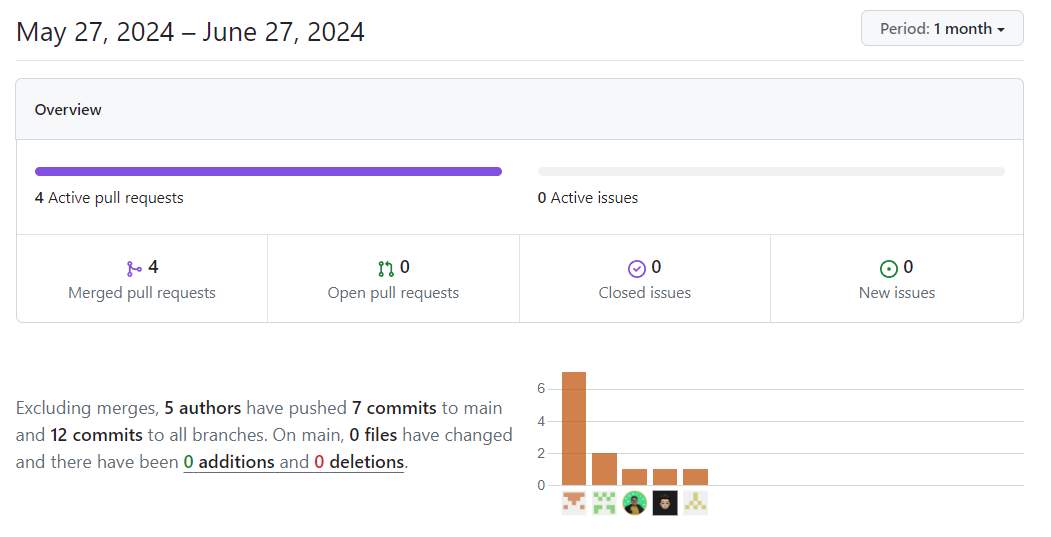 May 27, 2024 – June 27, 2024
Period: 1 month
Overview
4 Active pull requests
0 Active issues
4
Merged pull requests
0
Open pull requests
0
Closed issues
0
New issues
Excluding merges, 5 authors have pushed 7 commits to main
and 12 commits to all branches. On main, 0 files have changed
and there have been 0 additions and 0 deletions.
6
4
2
0